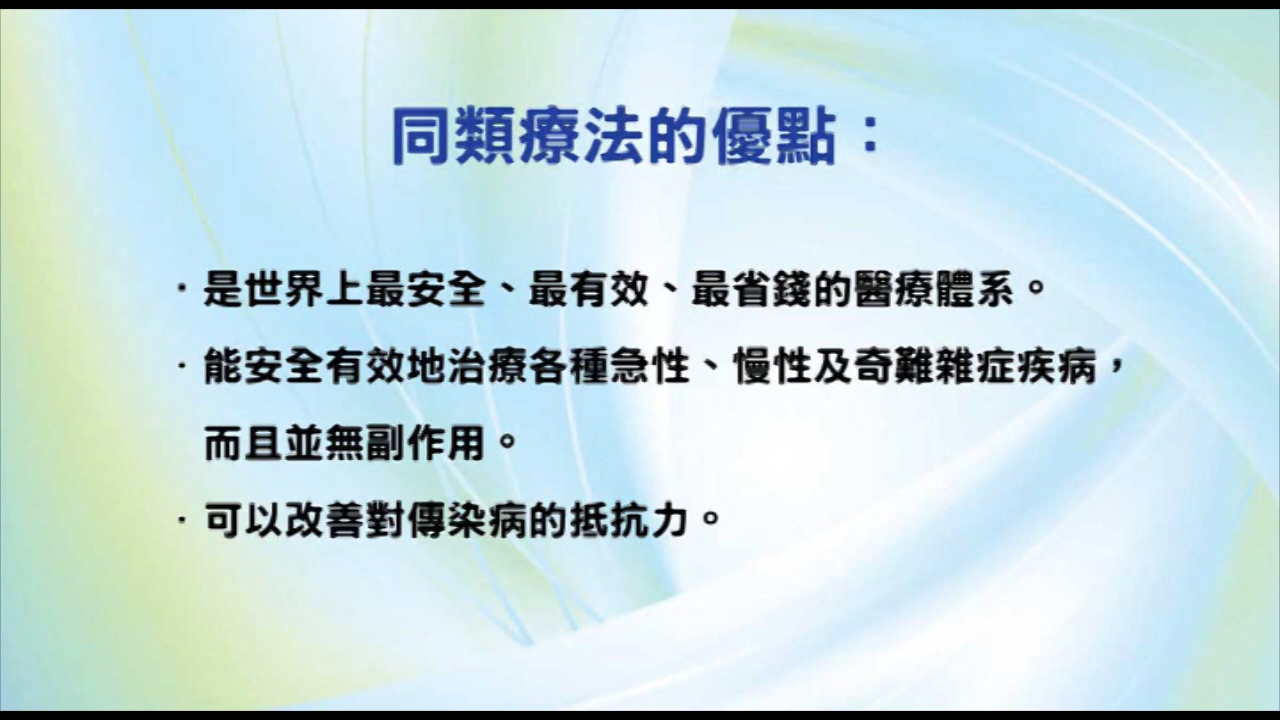 同類療法的優點：
·是世界上最安全、最有效、最省錢的醫療體系。
·能安全有效地治療各種急性、慢性及奇難雜症疾病，
而且並無副作用。
·可以改善對傳染病的抵抗力。